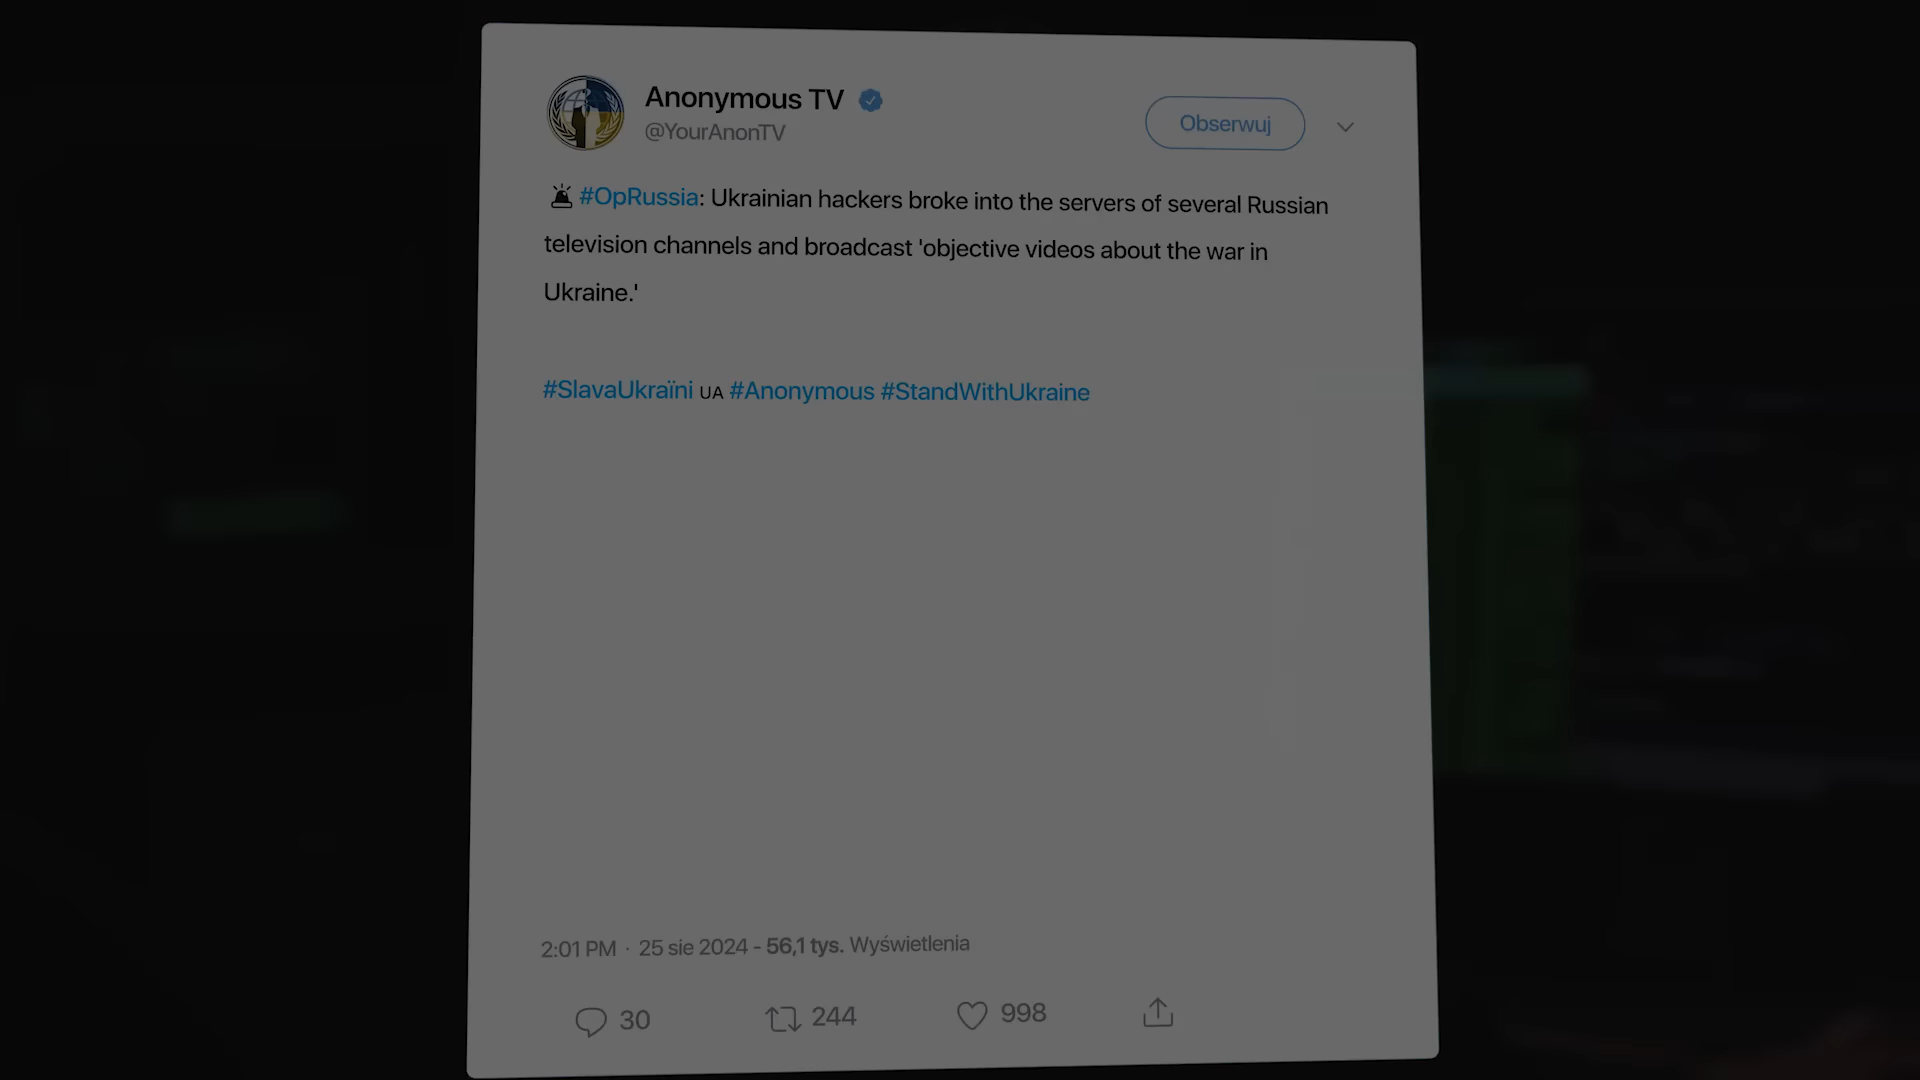 Anonymous TV
@YourAnonTV
Obserwuj
🚨 #OpRussia: Ukrainian hackers broke into the servers of several Russian
television channels and broadcast 'objective videos about the war in
Ukraine.'
#SlavaUkraïni UA #Anonymous #StandWithUkraine
2:01 PM · 25 sie 2024 - 56,1 tys. Wyświetlenia
30 244 998